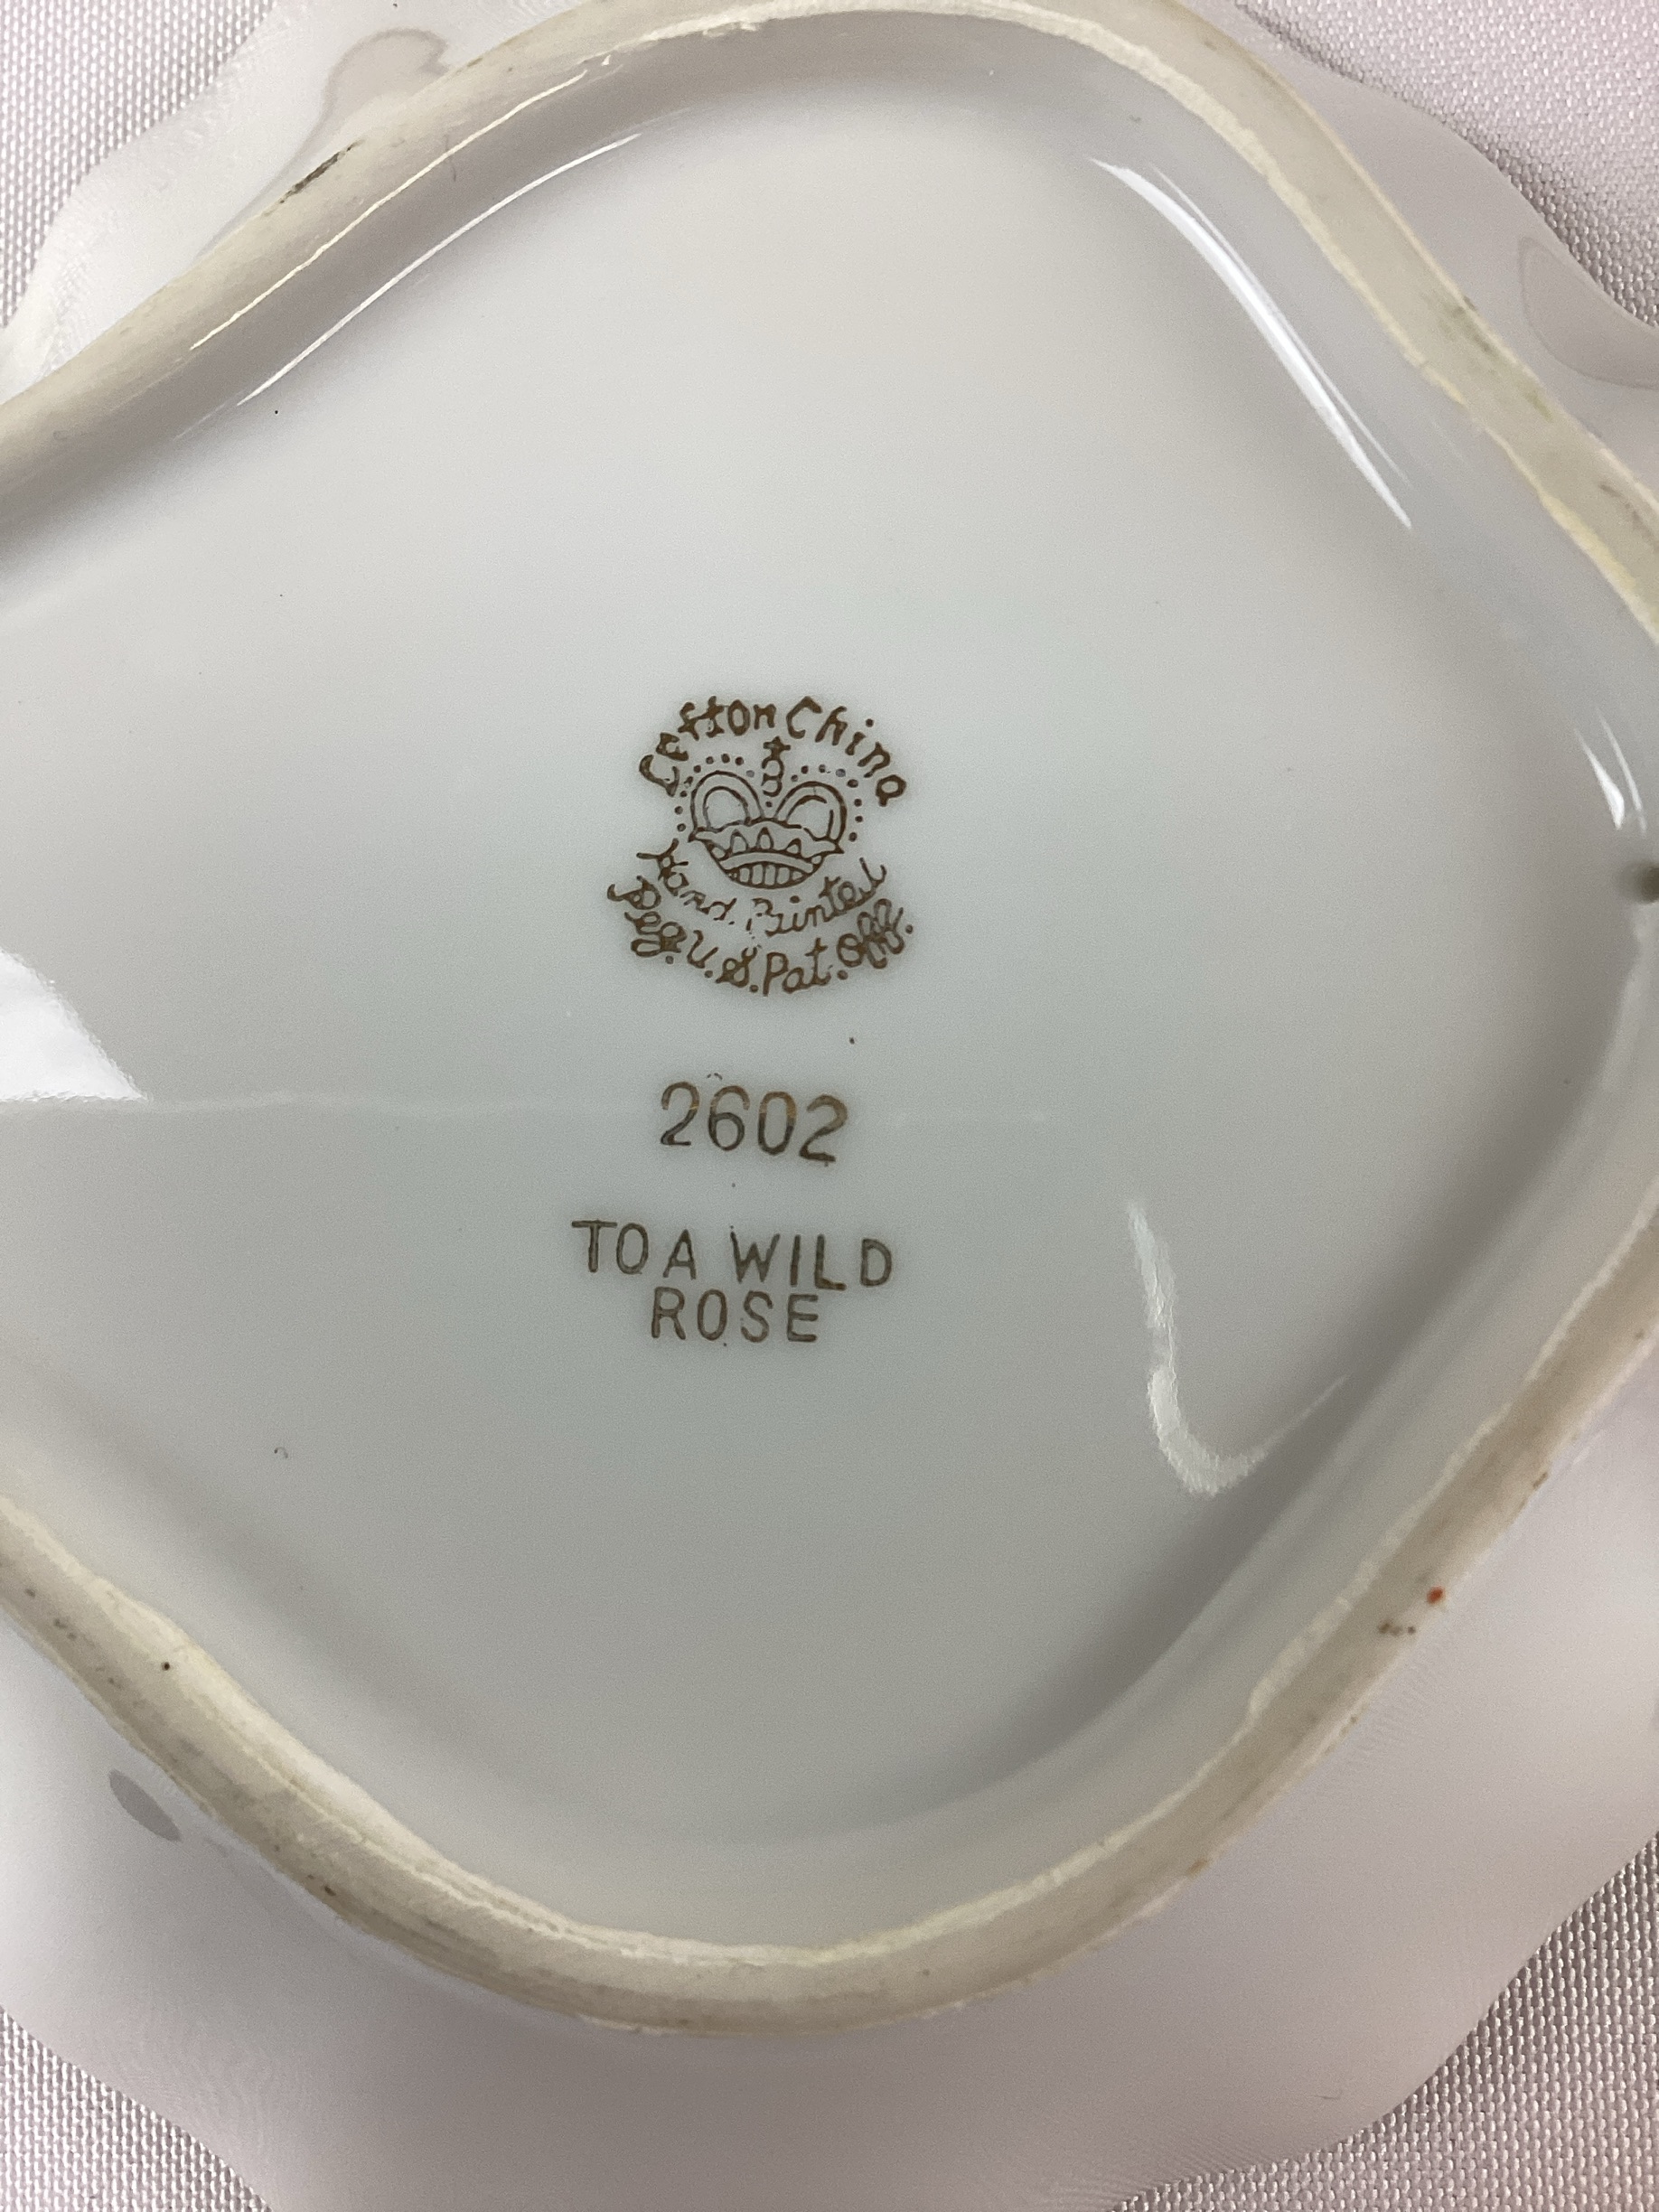 Lefton China
Hand Painted
Reg. U.S. Pat. Off.
2602
TO A WILD
ROSE